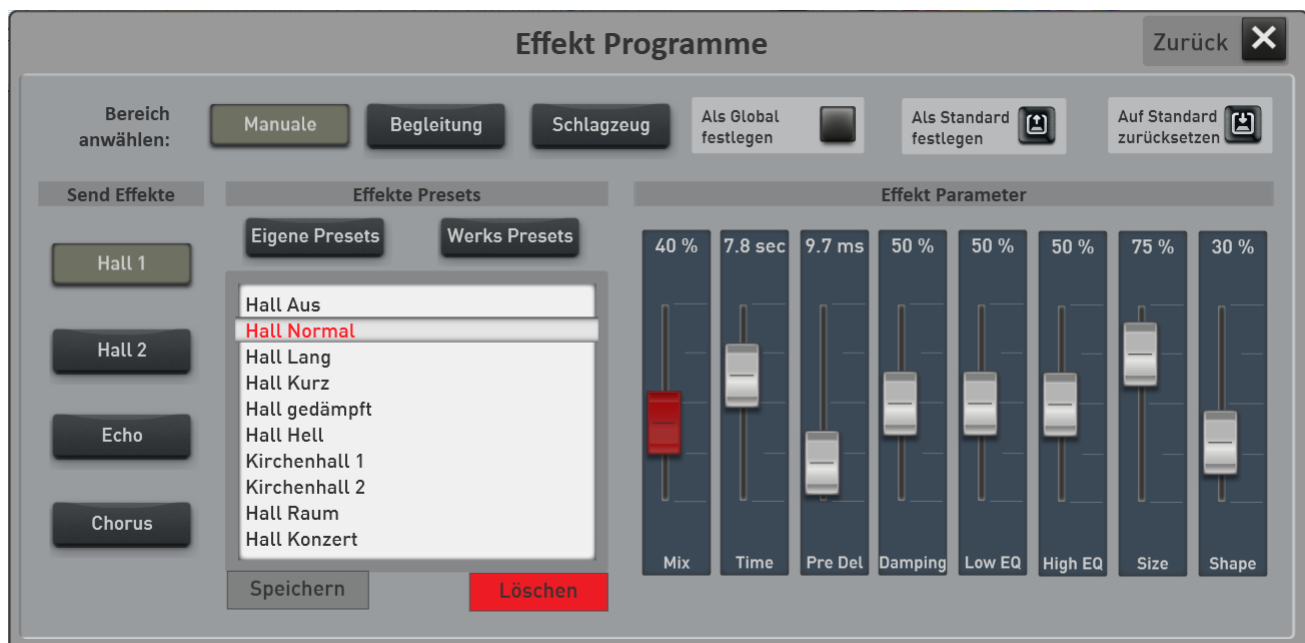 Effekt Programme
Zurück
Bereich
anwählen:
Manuale
Begleitung
Schlagzeug
Als Global
festlegen
Als Standard
festlegen
Auf Standard
zurücksetzen
Send Effekte
Effekte Presets
Effekt Parameter
Hall 1
Hall 2
Echo
Chorus
Eigene Presets
Werks Presets
Hall Aus
Hall Normal
Hall Lang
Hall Kurz
Hall gedämpft
Hall Hell
Kirchenhall 1
Kirchenhall 2
Hall Raum
Hall Konzert
Speichern
Löschen
40 % 7.8 sec 9.7 ms 50 % 50 % 50 % 75 % 30 %
Mix Time Pre Del Damping Low EQ High EQ Size Shape